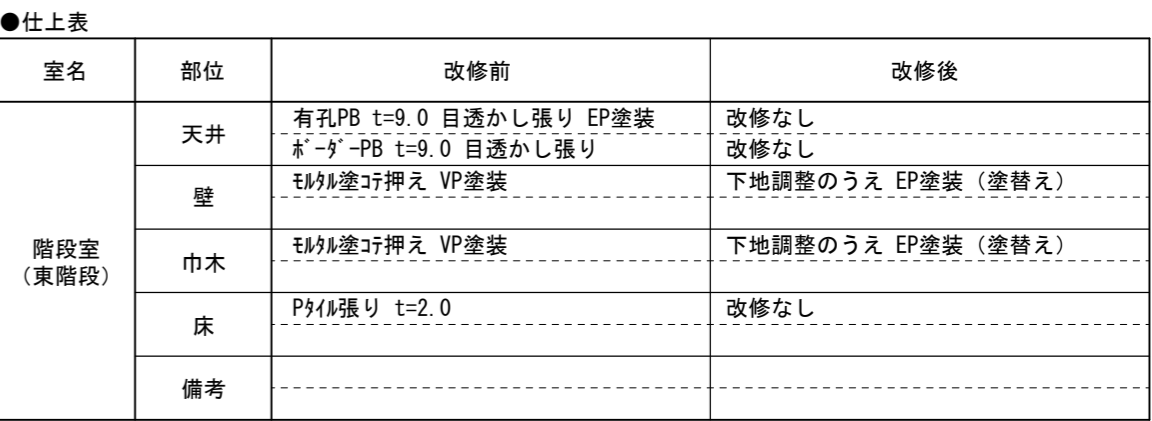 ●仕上表
室名 部位 改修前 改修後
階段室
（東階段）
天井 有孔PB t=9.0 目透かし張り EP塗装 改修なし
ﾎﾞｰﾀﾞｰPB t=9.0 目透かし張り 改修なし
壁 ﾓﾙﾀﾙ塗ｺﾃ押え VP塗装 下地調整のうえ EP塗装（塗替え）
巾木 ﾓﾙﾀﾙ塗ｺﾃ押え VP塗装 下地調整のうえ EP塗装（塗替え）
床 Pﾀｲﾙ張り t=2.0 改修なし
備考